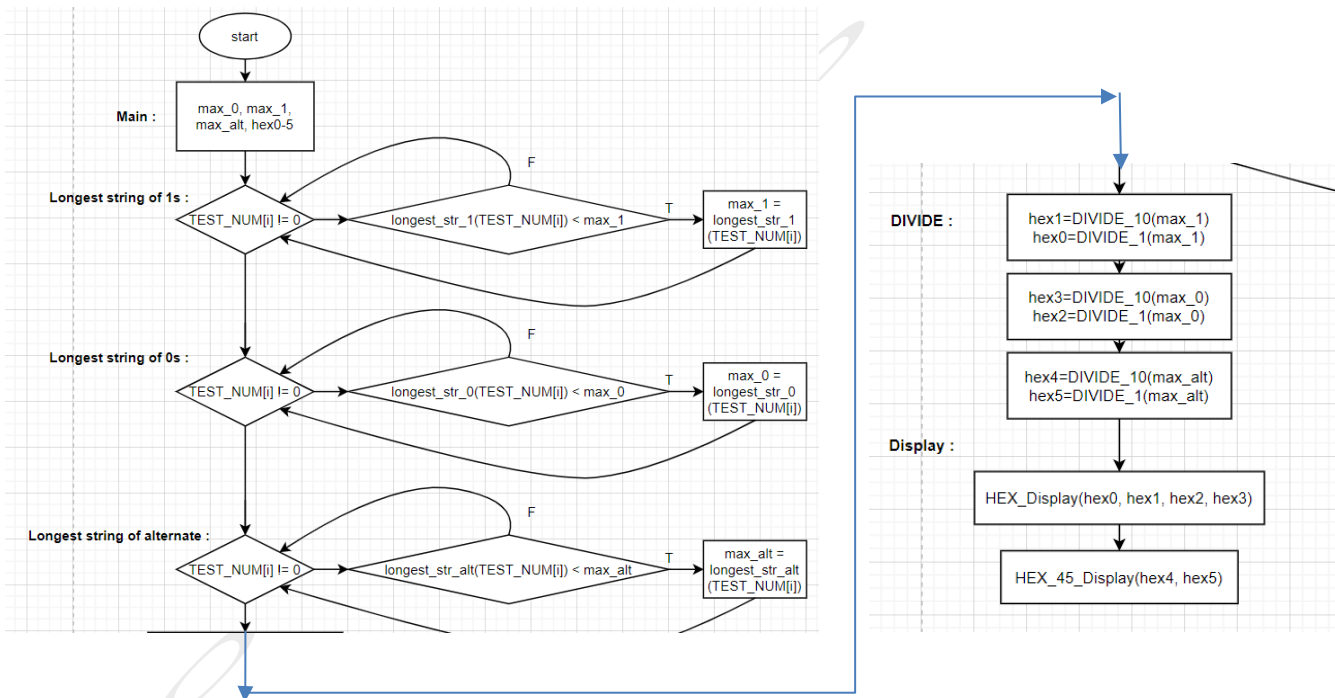 start
Main :
max_0, max_1,
max_alt, hex0-5
Longest string of 1s :
TEST_NUM[i] != 0
longest_str_1(TEST_NUM[i]) < max_1
F
T
max_1 =
longest_str_1
(TEST_NUM[i])
Longest string of 0s :
TEST_NUM[i] != 0
longest_str_0(TEST_NUM[i]) < max_0
F
T
max_0 =
longest_str_0
(TEST_NUM[i])
Longest string of alternate :
TEST_NUM[i] != 0
longest_str_alt(TEST_NUM[i]) < max_alt
F
T
max_alt =
longest_str_alt
(TEST_NUM[i])
DIVIDE :
hex1=DIVIDE_10(max_1)
hex0=DIVIDE_1(max_1)
hex3=DIVIDE_10(max_0)
hex2=DIVIDE_1(max_0)
hex4=DIVIDE_10(max_alt)
hex5=DIVIDE_1(max_alt)
Display :
HEX_Display(hex0, hex1, hex2, hex3)
HEX_45_Display(hex4, hex5)